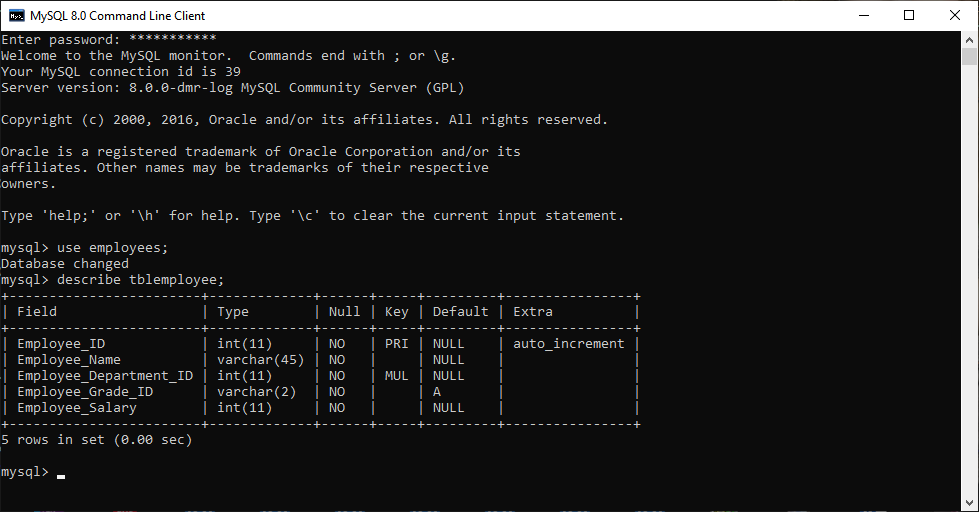 MySQL 8.0 Command Line Client
Enter password: ***********
Welcome to the MySQL monitor.  Commands end with ; or \g.
Your MySQL connection id is 39
Server version: 8.0.0-dmr-log MySQL Community Server (GPL)

Copyright (c) 2000, 2016, Oracle and/or its affiliates. All rights reserved.

Oracle is a registered trademark of Oracle Corporation and/or its
affiliates. Other names may be trademarks of their respective
owners.

Type 'help;' or '\h' for help. Type '\c' to clear the current input statement.

mysql> use employees;
Database changed
mysql> describe tblemployee;
+------------------------+-------------+------+-----+---------+----------------+
| Field                  | Type        | Null | Key | Default | Extra          |
+------------------------+-------------+------+-----+---------+----------------+
| Employee_ID            | int(11)     | NO   | PRI | NULL    | auto_increment |
| Employee_Name          | varchar(45) | NO   |     | NULL    |                |
| Employee_Department_ID | int(11)     | NO   | MUL | NULL    |                |
| Employee_Grade_ID      | varchar(2)  | NO   |     | A       |                |
| Employee_Salary        | int(11)     | NO   |     | NULL    |                |
+------------------------+-------------+------+-----+---------+----------------+
5 rows in set (0.00 sec)

mysql> _